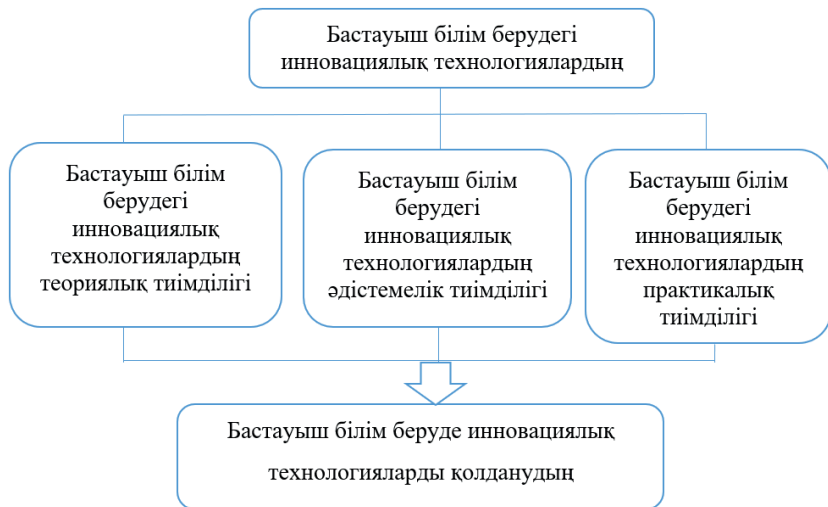 Бастауыш білім берудегі
инновациялық технологиялардың
Бастауыш білім
берудегі
инновациялық
технологиялардың
теориялық тиімділігі
Бастауыш білім
берудегі
инновациялық
технологиялардың
әдістемелік тиімділігі
Бастауыш білім
берудегі
инновациялық
технологиялардың
практикалық
тиімділігі
Бастауыш білім беруде инновациялық
технологияларды қолданудың